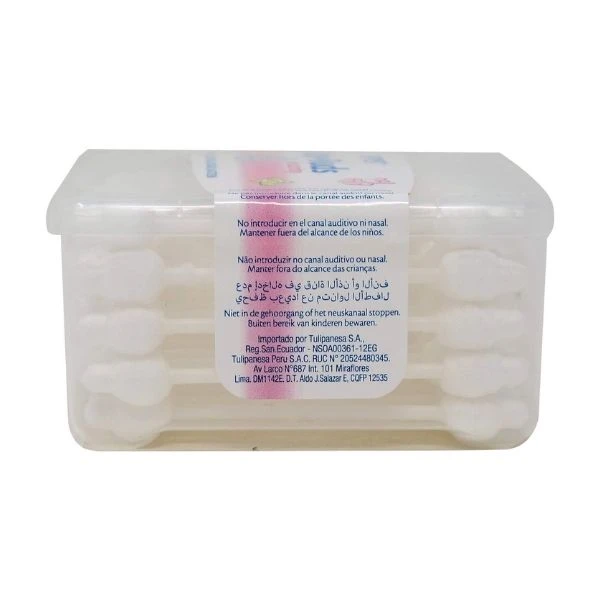 Conserver hors de la portée des enfants.
No introducir en el canal auditivo ni nasal.
Mantener fuera del alcance de los niños.
Não introduzir no canal auditivo ou nasal.
Manter fora do alcance das crianças.
عدم إدخاله في قناة الأذن أو الأنف
يحفظ بعيدا عن متناول الأطفال
Niet in de gehoorgang of het neuskanaal stoppen.
Buiten bereik van kinderen bewaren.
Importado por Tulipanesa S.A.,
Reg.San.Ecuador - NSOA00361-12EG
Tulipanesa Peru S.A.C. RUC N° 20524480345.
Av Larco N°687 Int. 101 Miraflores
Lima. DM1142E, D.T. Aldo J.Salazar E, CQFP 12535